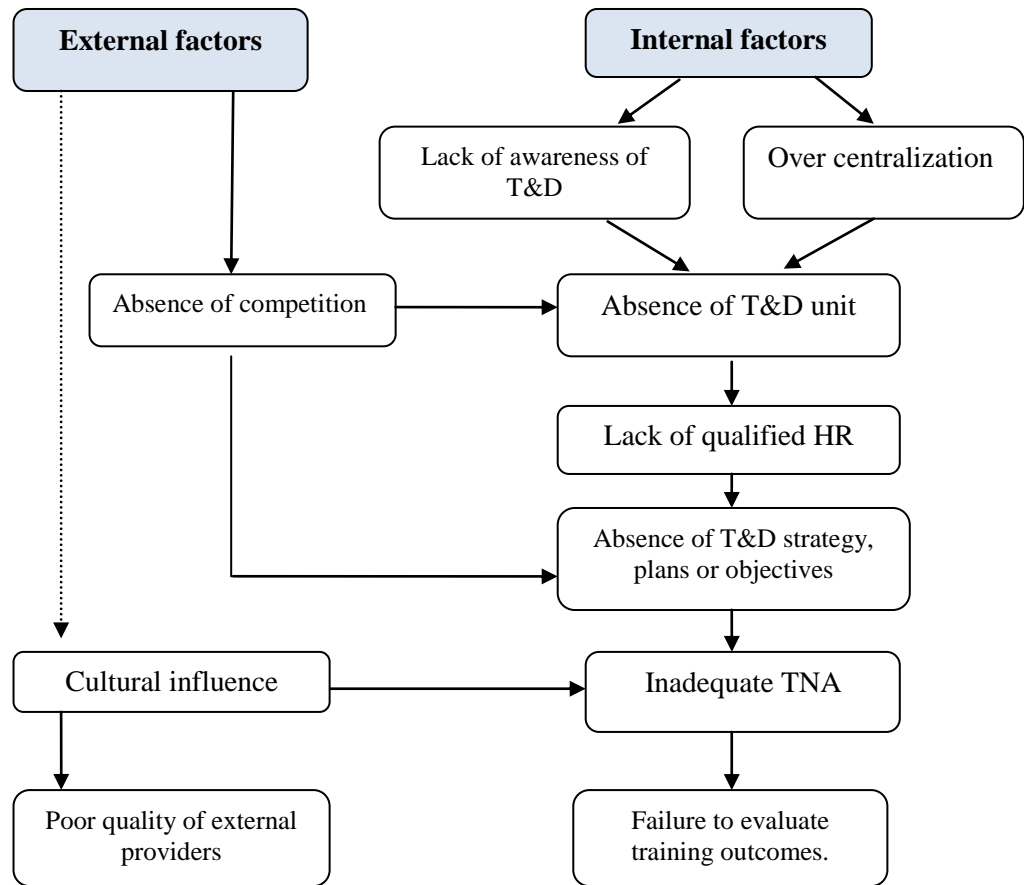 External factors
Internal factors
Lack of awareness of
T&D
Over centralization
Absence of competition
Absence of T&D unit
Lack of qualified HR
Absence of T&D strategy,
plans or objectives
Cultural influence
Inadequate TNA
Poor quality of external
providers
Failure to evaluate
training outcomes.